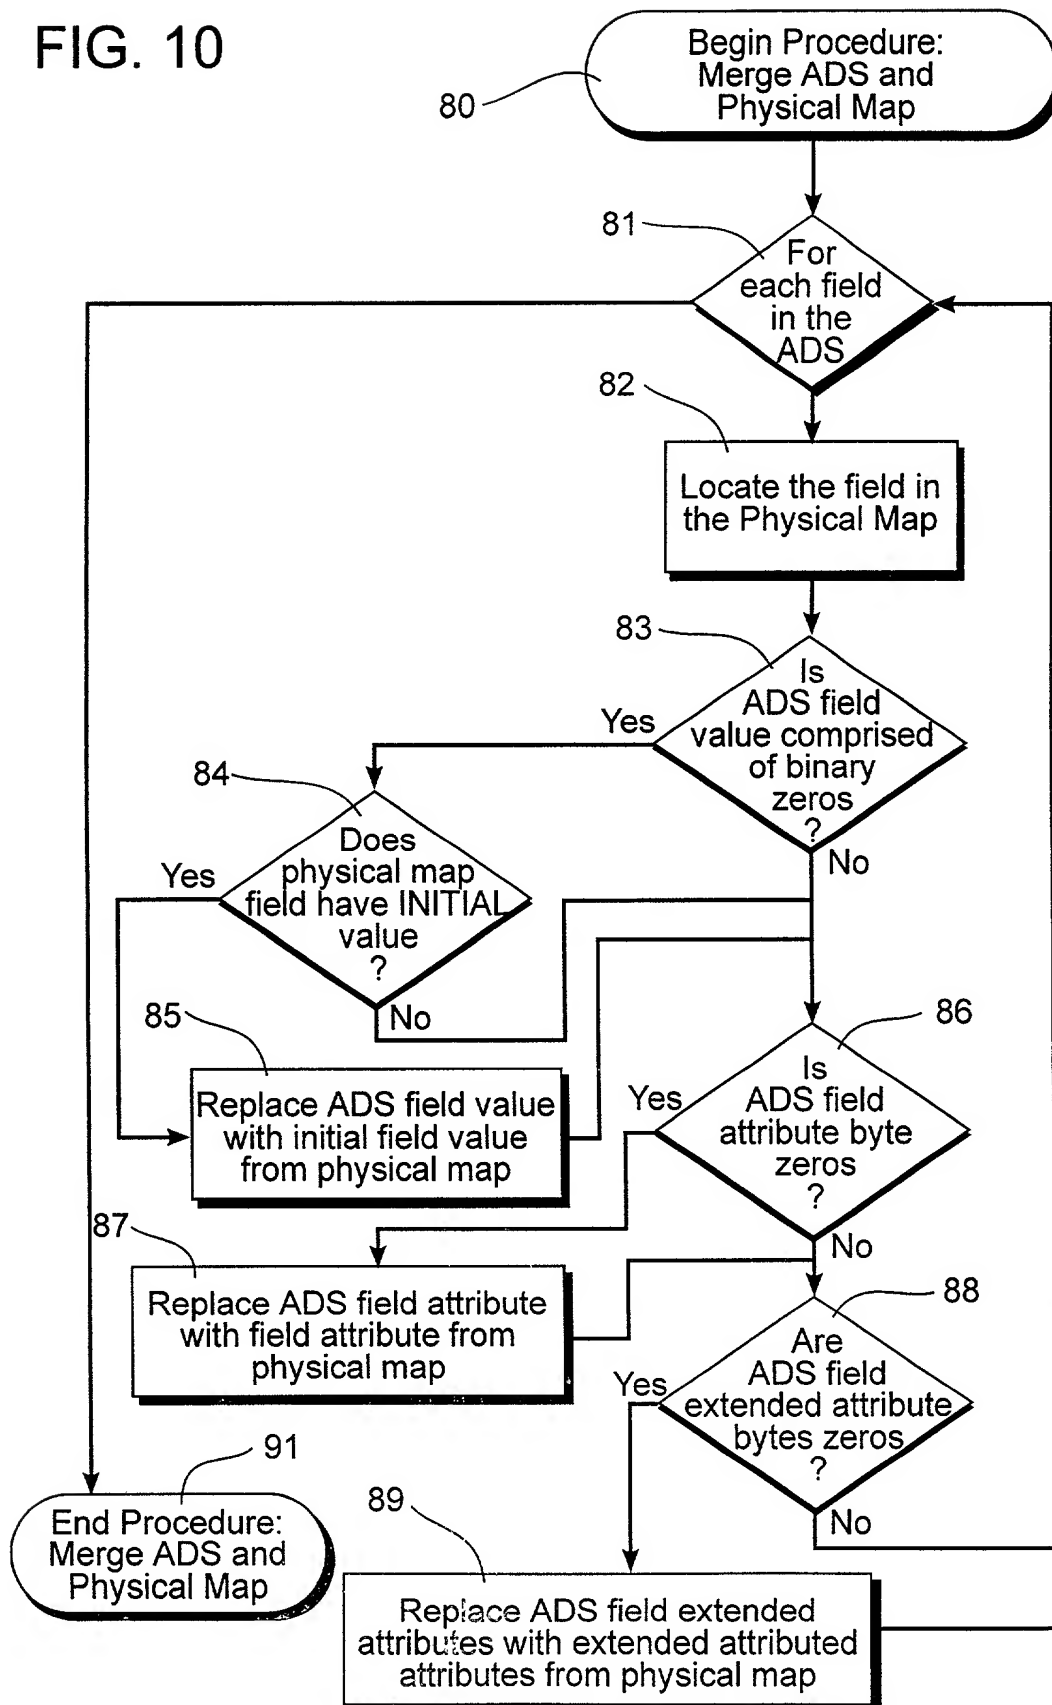 FIG. 10
Begin Procedure:
Merge ADS and
Physical Map
80
81
For
each field
in the
ADS
82
Locate the field in
the Physical Map
83
Is
ADS field
value comprised
of binary
zeros
?
Yes
No
84
Does
physical map
field have INITIAL
value
?
Yes
No
85
Replace ADS field value
with initial field value
from physical map
86
Is
ADS field
attribute byte
zeros
?
Yes
No
87
Replace ADS field attribute
with field attribute from
physical map
88
Are
ADS field
extended attribute
bytes zeros
?
Yes
No
91
End Procedure:
Merge ADS and
Physical Map
89
Replace ADS field extended
attributes with extended attributed
attributes from physical map